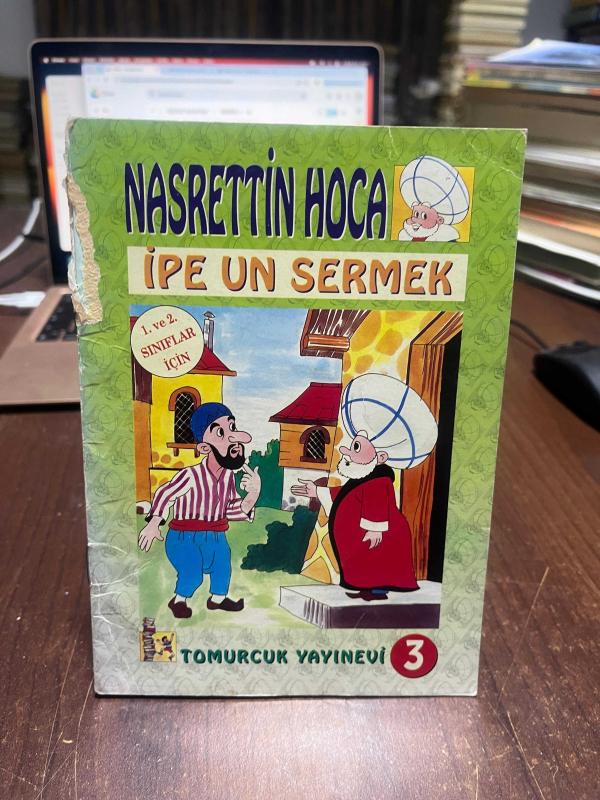 NASRETTİN HOCA
İPE UN SERMEK
1. ve 2.
SINIFLAR
İÇİN
TOMURCUK YAYINEVİ 3